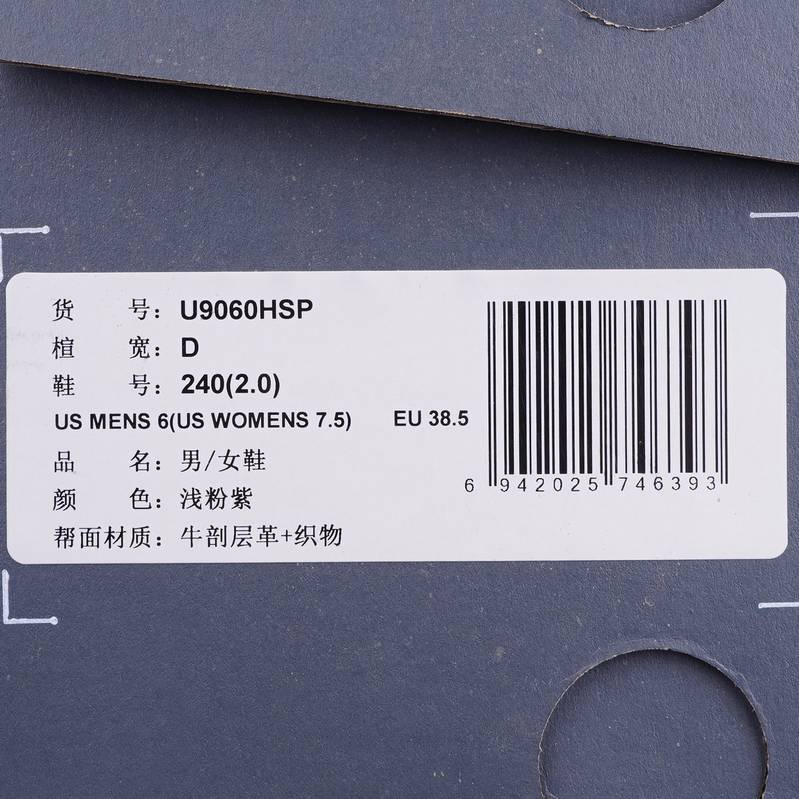 货 号：U9060HSP
楦 宽：D
鞋 号：240(2.0)
US MENS 6(US WOMENS 7.5) EU 38.5
品 名：男/女鞋
颜 色：浅粉紫
帮面材质：牛剖层革+织物
6 942025 746393